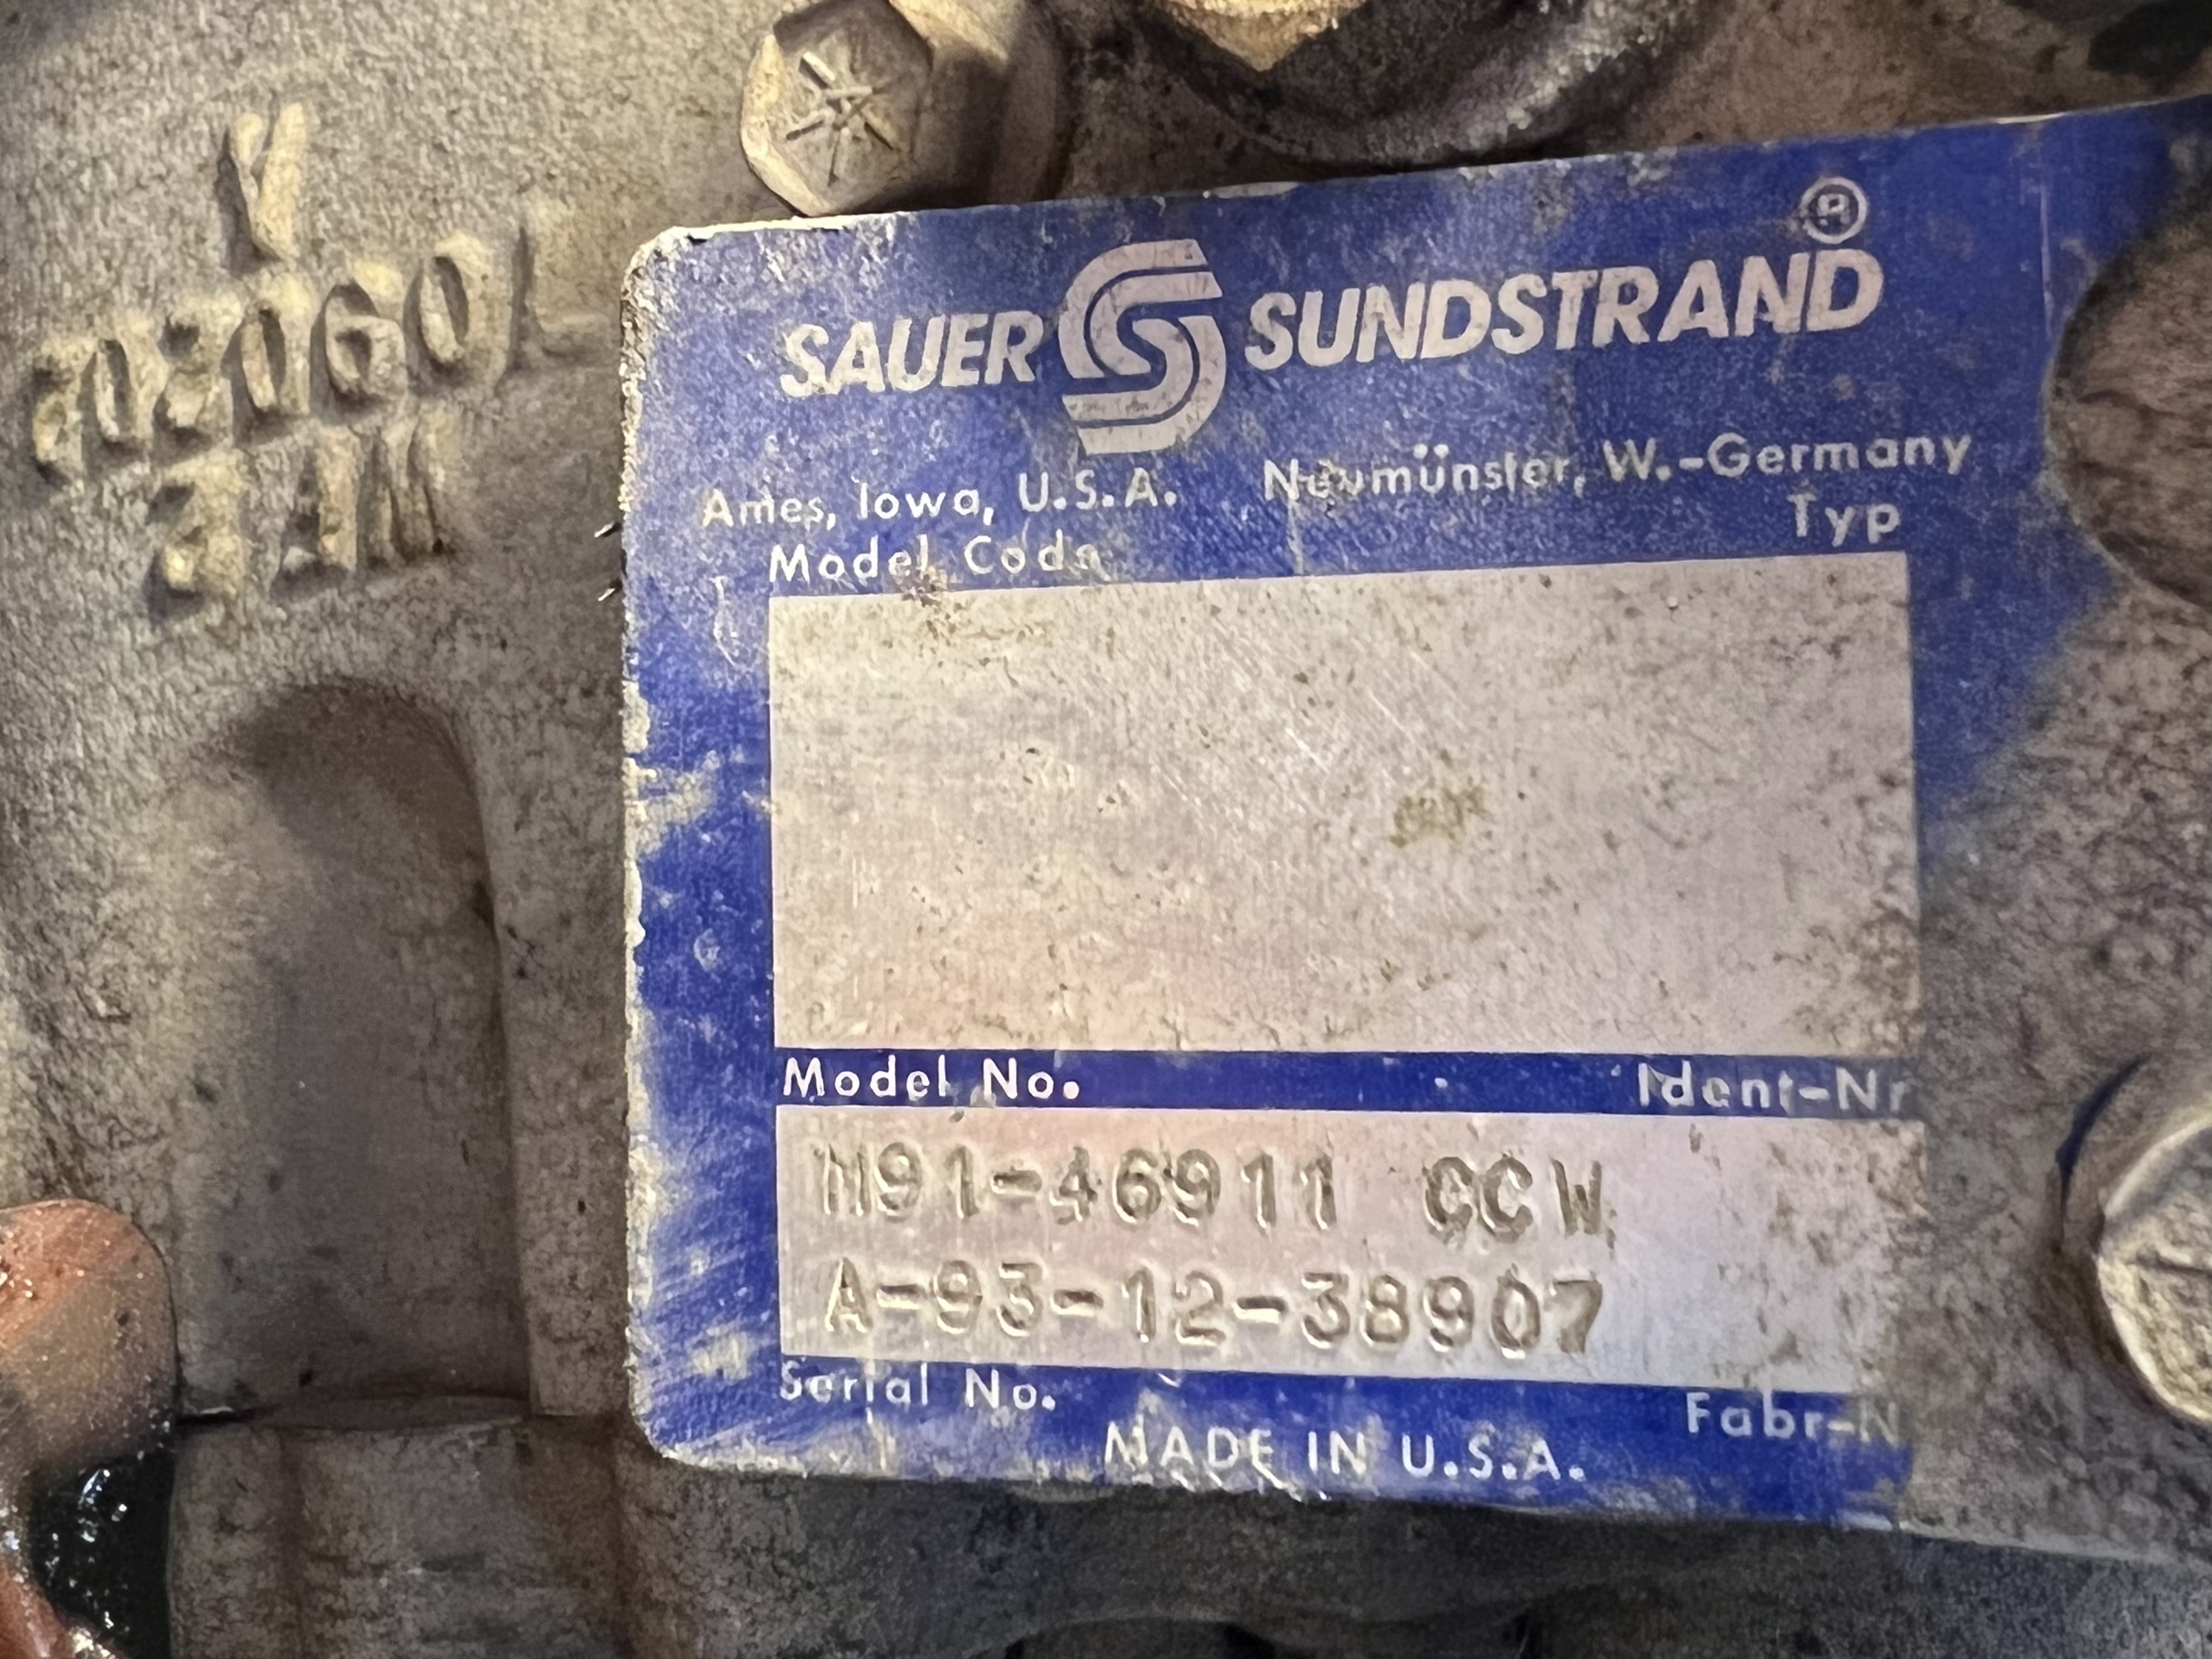 SAUER SUNDSTRAND ®
Ames, Iowa, U.S.A. Neumünster, W.-Germany
Model Code Typ
Model No. Ident-Nr
M91-46911 CCW
A-93-12-38907
Serial No. Fabr-N
MADE IN U.S.A.